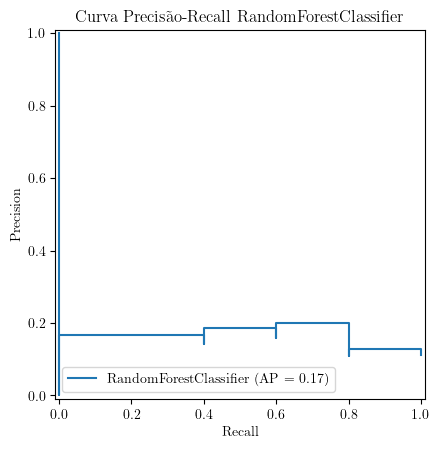 Curva Precisão-Recall RandomForestClassifier
1.0
0.8
0.6
0.4
0.2
0.0
Precision
RandomForestClassifier (AP = 0.17)
0.0 0.2 0.4 0.6 0.8 1.0
Recall